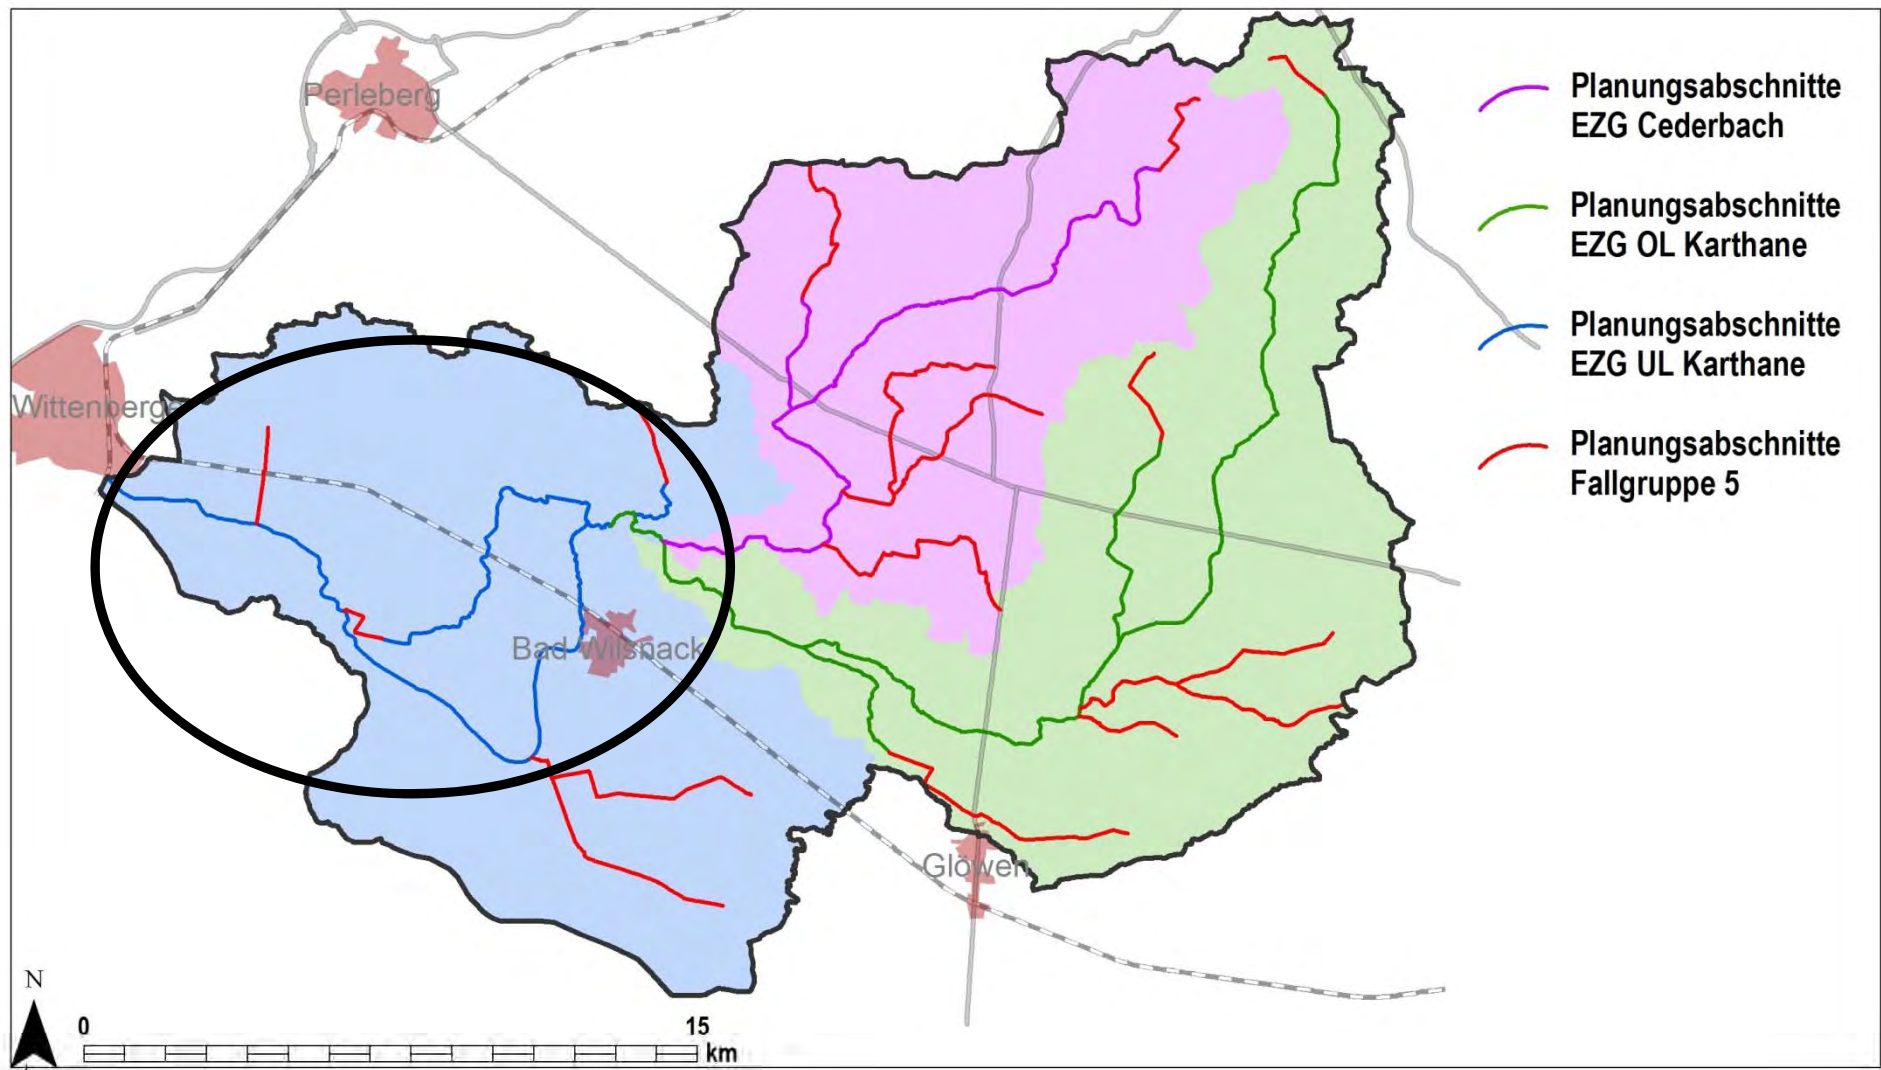 Perleberg
Planungsabschnitte
EZG Cederbach
Planungsabschnitte
EZG OL Karthane
Planungsabschnitte
EZG UL Karthane
Wittenberge
Planungsabschnitte
Fallgruppe 5
Bad Wilsnack
Glöwen
N
0
15
km